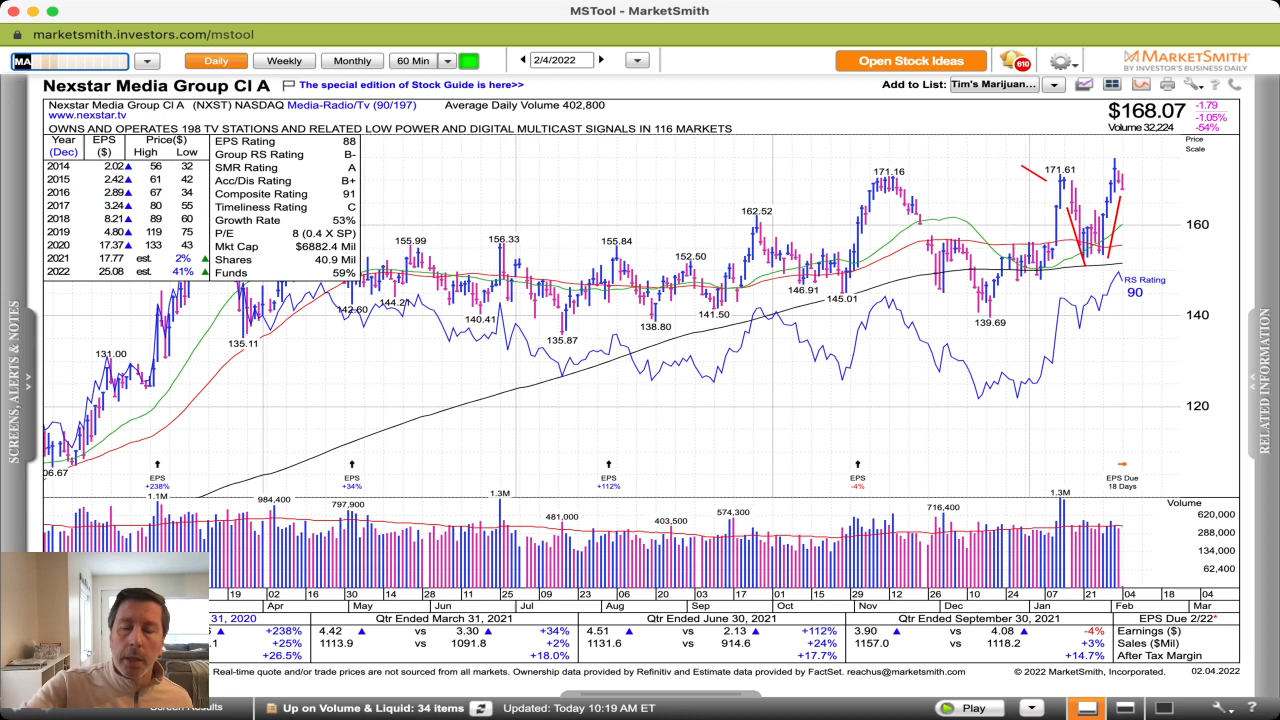 MSTool – MarketSmith
marketsmith.investors.com/mstool
MA
Daily
Weekly
Monthly
60 Min
2/4/2022
Open Stock Ideas
610
MARKETSMITH
BY INVESTOR'S BUSINESS DAILY
Nexstar Media Group Cl A
The special edition of Stock Guide is here>>
Add to List:
Tim's Marijuan...
Nexstar Media Group Cl A (NXST) NASDAQ Media-Radio/Tv (90/197) Average Daily Volume 402,800
www.nexstar.tv
OWNS AND OPERATES 198 TV STATIONS AND RELATED LOW POWER AND DIGITAL MULTICAST SIGNALS IN 116 MARKETS
$168.07
-1.79
-1.05%
Volume 32,224
-54%
Year EPS Price($)
(Dec) ($) High Low
2014 2.02 56 32
2015 2.42 61 42
2016 2.89 67 34
2017 3.24 80 55
2018 8.21 89 60
2019 4.80 119 75
2020 17.37 133 43
2021 17.77 est. 2%
2022 25.08 est. 41%
EPS Rating 88
Group RS Rating B-
SMR Rating A
Acc/Dis Rating B+
Composite Rating 91
Timeliness Rating C
Growth Rate 53%
P/E 8 (0.4 X SP)
Mkt Cap $6882.4 Mil
Shares 40.9 Mil
Funds 59%
Price
Scale
160
140
120
171.16
171.61
162.52
155.99
156.33
155.84
152.50
146.91
145.01
142.60
144.21
140.41
138.80
141.50
139.69
135.11
135.87
131.00
06.67
RS Rating
90
EPS
+238%
EPS
+34%
EPS
+112%
EPS
-4%
EPS Due
18 Days
1.1M
984,400
797,900
1.3M
481,000
403,500
574,300
716,400
1.3M
Volume
620,000
288,000
134,000
62,400
19 02 16 30 14 28 11 25 09 23 06 20 03 17 01 15 29 12 26 10 24 07 21 04 18 04
Apr May Jun Jul Aug Sep Oct Nov Dec Jan Feb Mar
31, 2020 Qtr Ended March 31, 2021 Qtr Ended June 30, 2021 Qtr Ended September 30, 2021 EPS Due 2/22*
+238% 4.42 vs 3.30 +34% 4.51 vs 2.13 +112% 3.90 vs 4.08 -4% Earnings ($)
.1 +25% 1113.9 vs 1091.8 +2% 1131.6 vs 914.6 +24% 1157.0 vs 1118.2 +3% Sales ($Mil)
+26.5% +18.0% +17.7% +14.7% After Tax Margin
Real-time quote and/or trade prices are not sourced from all markets. Ownership data provided by Refinitiv and Estimate data provided by FactSet. reachus@marketsmith.com
© 2022 MarketSmith, Incorporated.
02.04.2022
SCREENS, ALERTS & NOTES
RELATED INFORMATION
Screen Results
Up on Volume & Liquid: 34 items
Updated: Today 10:19 AM ET
Play